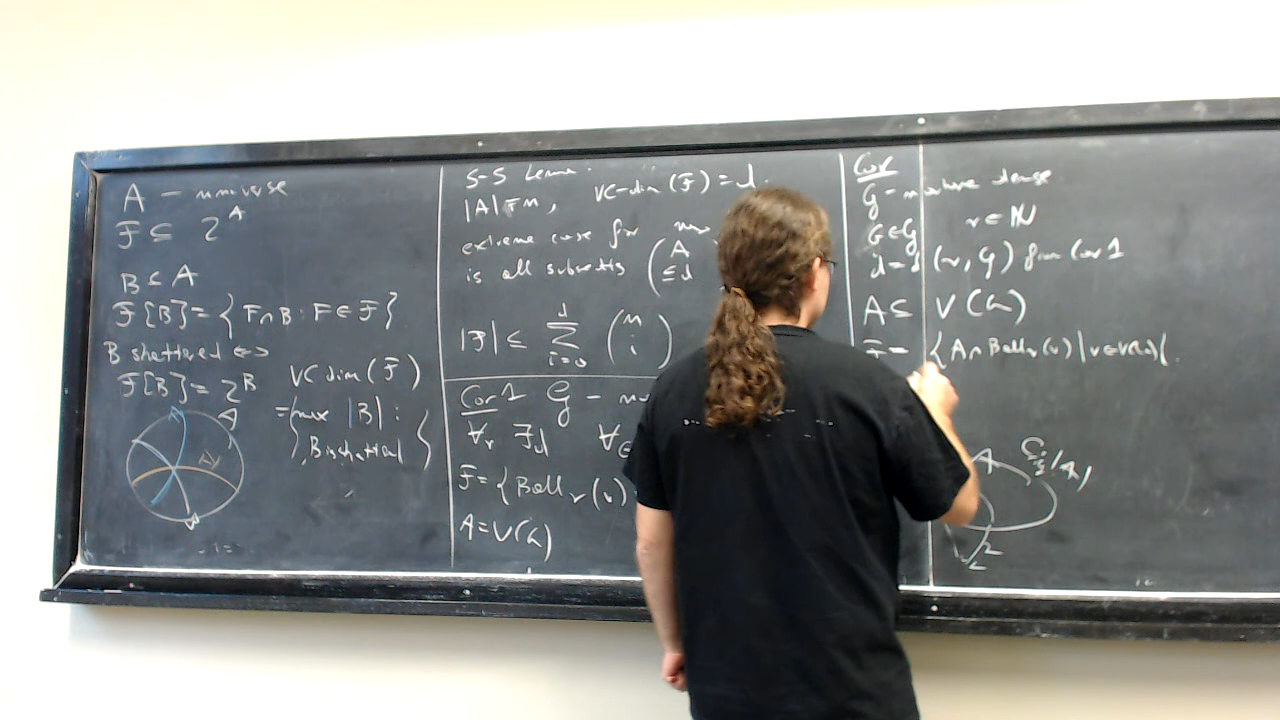 A - universe
F ⊆ 2^A
B ⊆ A
F[B] = { F∩B : F ∈ F }
B shattered ⇔
F[B] = 2^B
VC dim (F)
= max { |B| :
B shattered }
A
S-S Lemma
|A| = m, VC-dim (F) = d.
extreme case for
is all subsets (A ≤d
|F| ≤ Σ_{i=0}^{d} (m i)
Cor 1 G -
∀r ∃d ∀G
F = { Ball_r(v)
A = V(G)
Cor
G - nowhere dense
G ∈ G r ∈ ℕ
d = d (r, G) from Cor 1
A ⊆ V(G)
F = { A ∩ Ball_r(v) | v ∈ V(G) }.
A